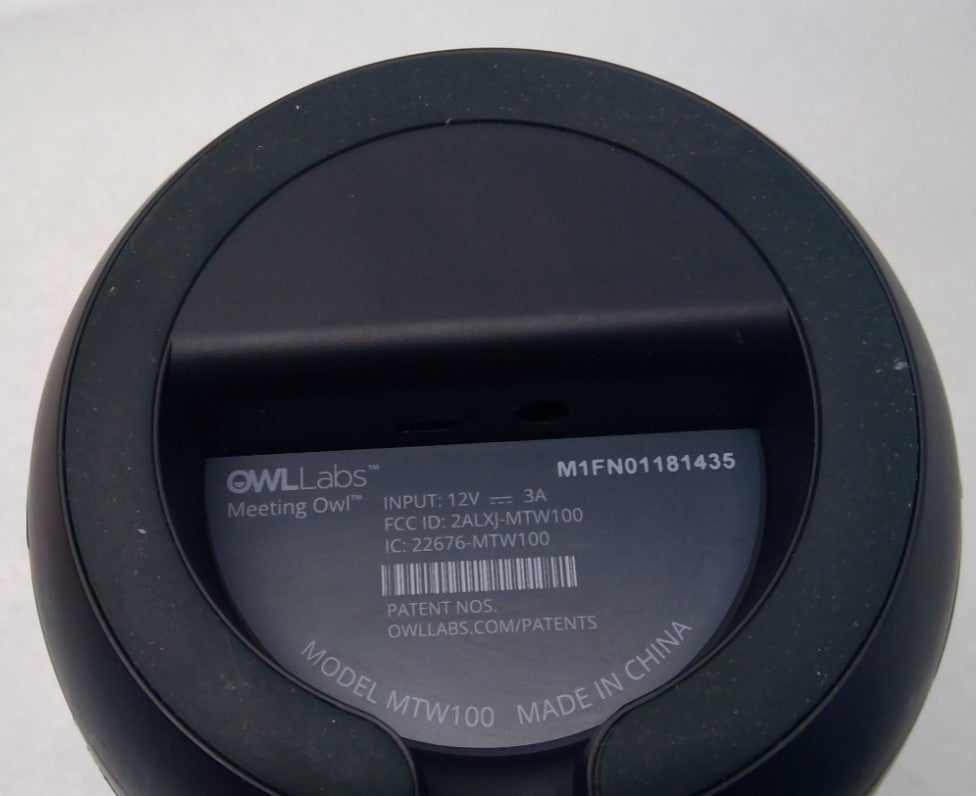 OWLLabs™
Meeting Owl™
M1FN01181435
INPUT: 12V ⎓ 3A
FCC ID: 2ALXJ-MTW100
IC: 22676-MTW100
PATENT NOS.
OWLLABS.COM/PATENTS
MODEL MTW100 MADE IN CHINA